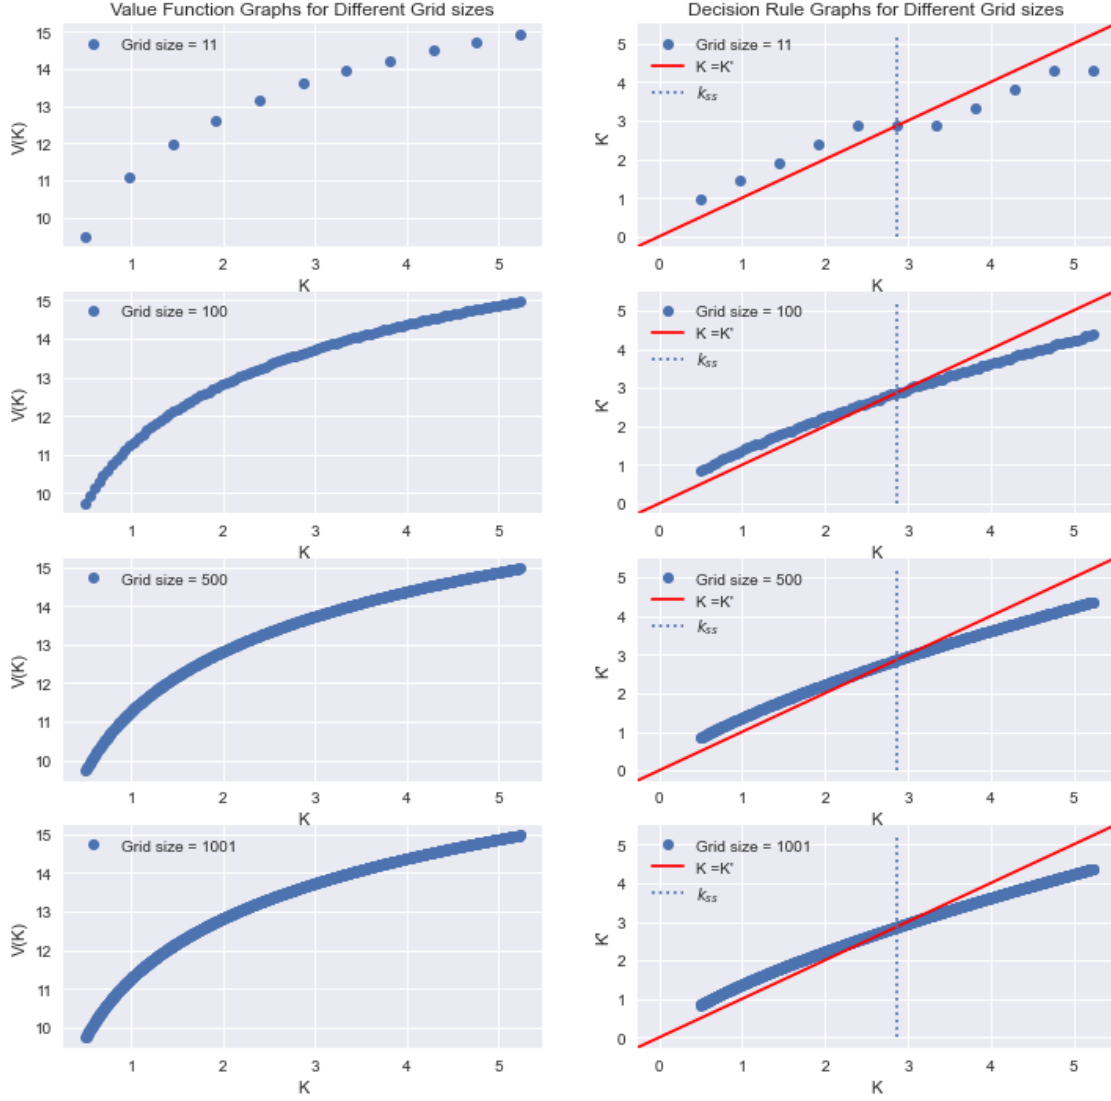 Value Function Graphs for Different Grid sizes
Decision Rule Graphs for Different Grid sizes
15
14
13
12
11
10
V(K)
Grid size = 11
1
2
3
4
5
K
5
4
3
2
1
0
K'
Grid size = 11
K =K'
kss
0
1
2
3
4
5
K
15
14
13
12
11
10
V(K)
Grid size = 100
1
2
3
4
5
K
5
4
3
2
1
0
K'
Grid size = 100
K =K'
kss
0
1
2
3
4
5
K
15
14
13
12
11
10
V(K)
Grid size = 500
1
2
3
4
5
K
5
4
3
2
1
0
K'
Grid size = 500
K =K'
kss
0
1
2
3
4
5
K
15
14
13
12
11
10
V(K)
Grid size = 1001
1
2
3
4
5
K
5
4
3
2
1
0
K'
Grid size = 1001
K =K'
kss
0
1
2
3
4
5
K